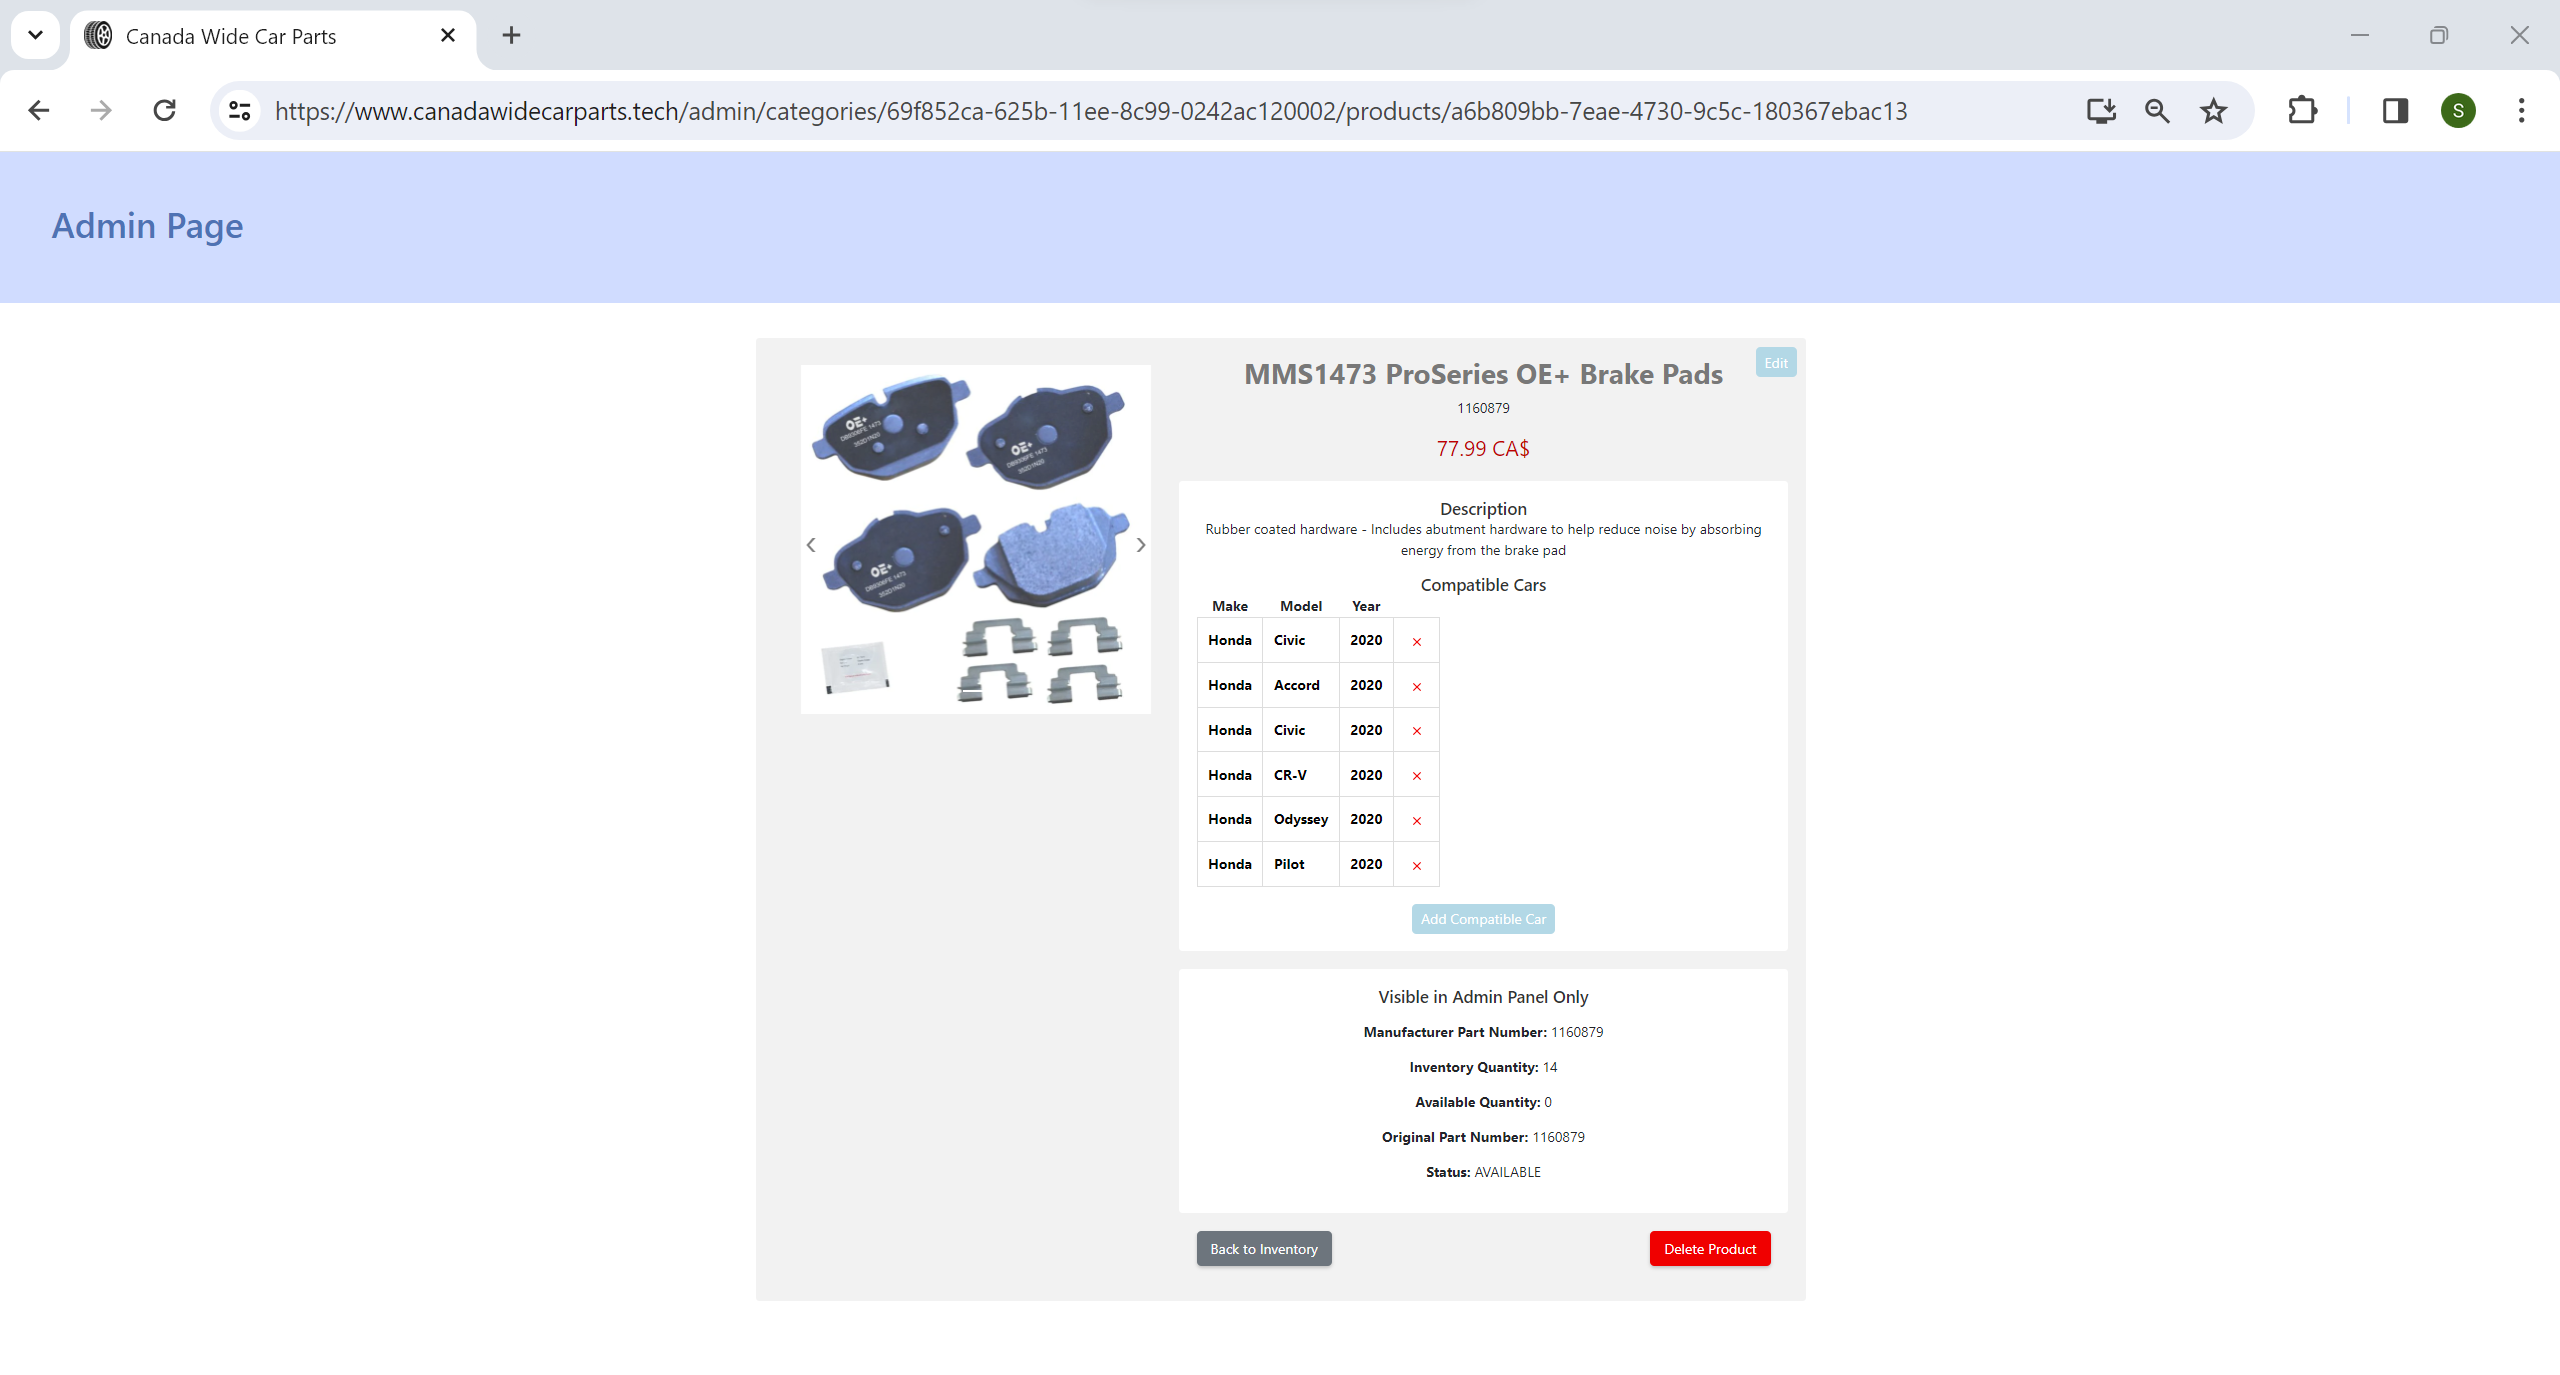 Canada Wide Car Parts
https://www.canadawidecarparts.tech/admin/categories/69f852ca-625b-11ee-8c99-0242ac120002/products/a6b809bb-7eae-4730-9c5c-180367ebac13
S
Admin Page
Edit
MMS1473 ProSeries OE+ Brake Pads
1160879
77.99 CA$
OE+
OE+
OE+
Description
Rubber coated hardware - Includes abutment hardware to help reduce noise by absorbing
energy from the brake pad
Compatible Cars
Make Model Year
Honda Civic 2020 ×
Honda Accord 2020 ×
Honda Civic 2020 ×
Honda CR-V 2020 ×
Honda Odyssey 2020 ×
Honda Pilot 2020 ×
Add Compatible Car
Visible in Admin Panel Only
Manufacturer Part Number: 1160879
Inventory Quantity: 14
Available Quantity: 0
Original Part Number: 1160879
Status: AVAILABLE
Back to Inventory Delete Product